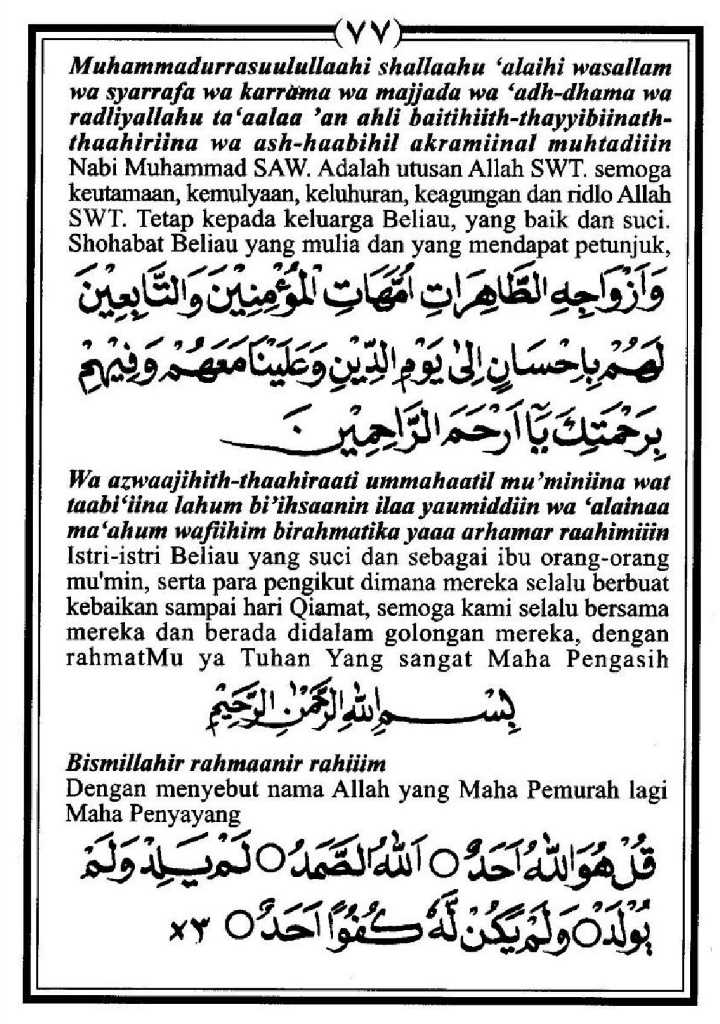 (٧٧)
Muhammadurrasuulullaahi shallaahu ‘alaihi wasallam
wa syarrafa wa karrama wa majjada wa ‘adh-dhama wa
radliyallahu ta‘aalaa ’an ahli baitihiith-thayyibiinath-
thaahiriina wa ash-haabihil akramiinal muhtadiiin
Nabi Muhammad SAW. Adalah utusan Allah SWT. semoga
keutamaan, kemulyaan, keluhuran, keagungan dan ridlo Allah
SWT. Tetap kepada keluarga Beliau, yang baik dan suci.
Shohabat Beliau yang mulia dan yang mendapat petunjuk,
وَاَزْوَاجِهِ الطَّاهِرَاتِ اُمَّهَاتِ الْمُؤْمِنِيْنَ وَالتَّابِعِيْنَ
لَهُمْ بِاِحْسَانٍ اِلىٰ يَوْمِ الدِّيْنِ وَعَلَيْنَا مَعَهُمْ وَفِيْهِمْ
بِرَحْمَتِكَ يَآ اَرْحَمَ الرَّاحِمِيْنَ
Wa azwaajihith-thaahiraati ummahaatil mu’miniina wat
taabi‘iina lahum bi’ihsaanin ilaa yaumiddiin wa ‘alainaa
ma‘ahum wafiihim birahmatika yaaa arhamar raahimiiin
Istri-istri Beliau yang suci dan sebagai ibu orang-orang
mu'min, serta para pengikut dimana mereka selalu berbuat
kebaikan sampai hari Qiamat, semoga kami selalu bersama
mereka dan berada didalam golongan mereka, dengan
rahmatMu ya Tuhan Yang sangat Maha Pengasih
بِسْمِ اللهِ الرَّحْمٰنِ الرَّحِيْمِ
Bismillahir rahmaanir rahiiim
Dengan menyebut nama Allah yang Maha Pemurah lagi
Maha Penyayang
قُلْ هُوَ اللهُ اَحَدٌ ○ اَللهُ الصَّمَدُ ○ لَمْ يَلِدْ وَلَمْ
يُوْلَدْ ○ وَلَمْ يَكُنْ لَّهٗ كُفُوًا اَحَدٌ ○ ×٣